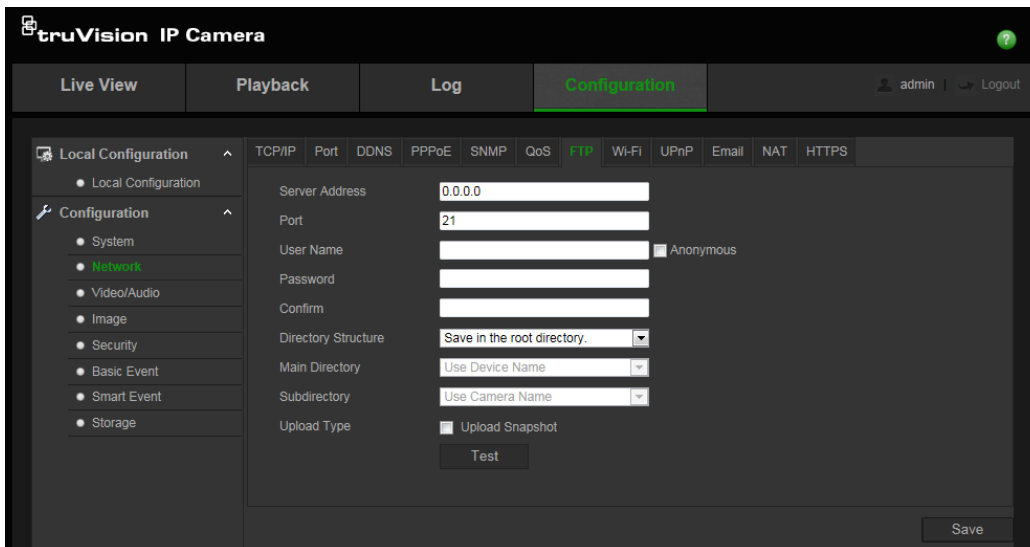 truVision IP Camera
?
Live View Playback Log Configuration admin | Logout
Local Configuration
Local Configuration
Configuration
System
Network
Video/Audio
Image
Security
Basic Event
Smart Event
Storage
TCP/IP Port DDNS PPPoE SNMP QoS FTP Wi-Fi UPnP Email NAT HTTPS
Server Address 0.0.0.0
Port 21
User Name Anonymous
Password
Confirm
Directory Structure Save in the root directory.
Main Directory Use Device Name
Subdirectory Use Camera Name
Upload Type Upload Snapshot
Test
Save